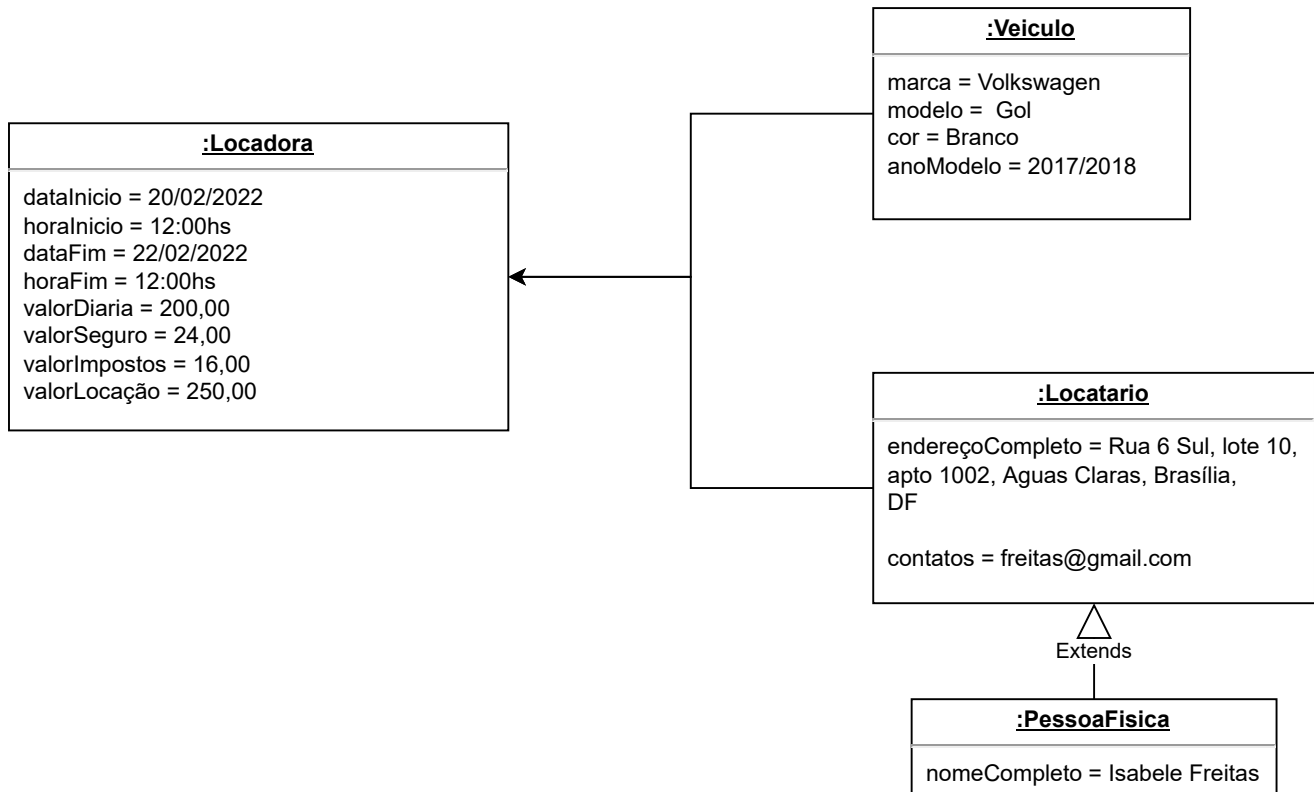 :Veiculo
marca = Volkswagen
modelo =  Gol
cor = Branco
anoModelo = 2017/2018
:Locadora
dataInicio = 20/02/2022
horaInicio = 12:00hs
dataFim = 22/02/2022
horaFim = 12:00hs
valorDiaria = 200,00
valorSeguro = 24,00
valorImpostos = 16,00
valorLocação = 250,00
:Locatario
endereçoCompleto = Rua 6 Sul, lote 10,
apto 1002, Aguas Claras, Brasília,
DF
contatos = freitas@gmail.com
Extends
:PessoaFisica
nomeCompleto = Isabele Freitas